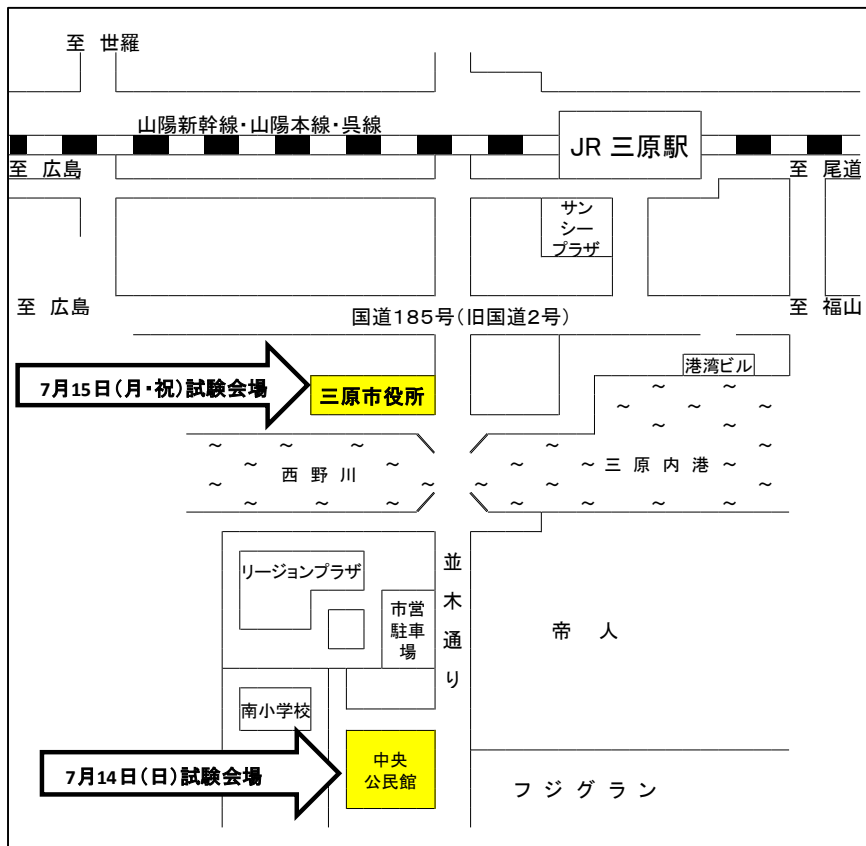 至 世羅
山陽新幹線・山陽本線・呉線
JR 三原駅
至 広島
至 尾道
サン
シー
プラザ
至 広島
至 福山
国道185号(旧国道2号)
港湾ビル
7月15日(月・祝)試験会場
三原市役所
～ ～ ～ ～
～ ～ ～ ～ ～ ～
～ ～ ～ 三原内港 ～
～ 西野川 ～
～ ～ ～ ～ ～
～ ～ ～ ～ ～ ～
リージョンプラザ
並木通り
市営
駐車
場
帝 人
南小学校
7月14日(日)試験会場
中央
公民館
フジグラン